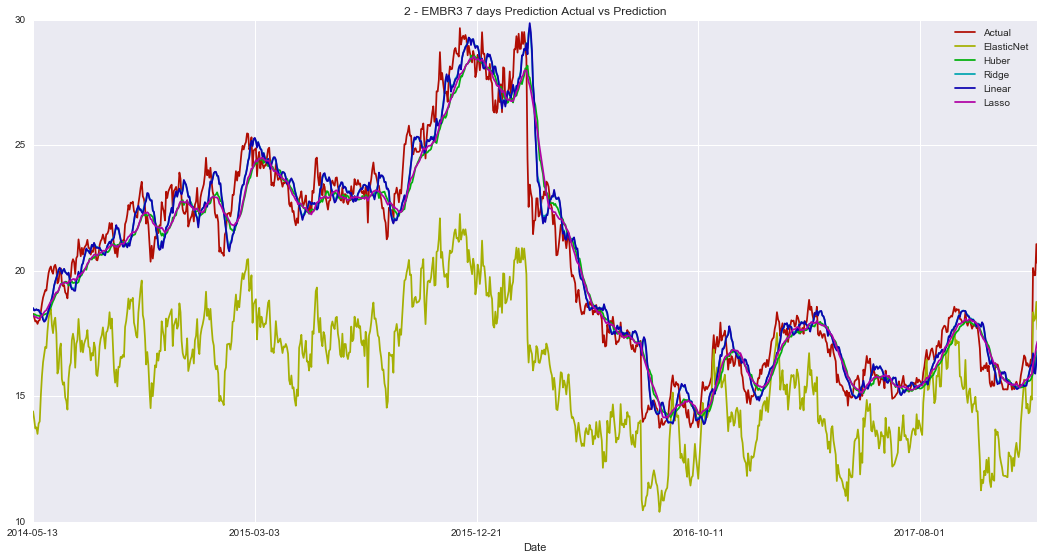 2 - EMBR3 7 days Prediction Actual vs Prediction
30
25
20
15
10
Actual
ElasticNet
Huber
Ridge
Linear
Lasso
2014-05-13
2015-03-03
2015-12-21
2016-10-11
2017-08-01
Date